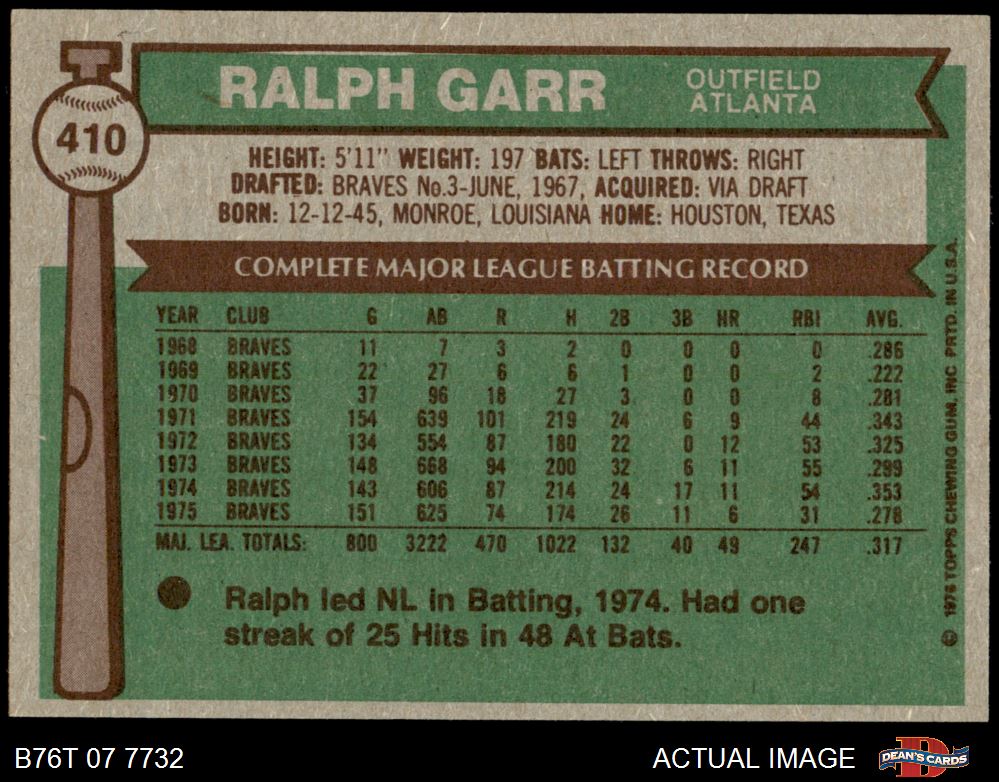 RALPH GARR
OUTFIELD
ATLANTA
410
HEIGHT: 5'11" WEIGHT: 197 BATS: LEFT THROWS: RIGHT
DRAFTED: BRAVES No.3-JUNE, 1967, ACQUIRED: VIA DRAFT
BORN: 12-12-45, MONROE, LOUISIANA HOME: HOUSTON, TEXAS
COMPLETE MAJOR LEAGUE BATTING RECORD
YEAR CLUB G AB R H 2B 3B HR RBI AVG.
1968 BRAVES 11 7 3 2 0 0 0 0 .286
1969 BRAVES 22 27 6 6 1 0 0 2 .222
1970 BRAVES 37 96 18 27 3 0 0 8 .281
1971 BRAVES 154 639 101 219 24 6 9 44 .343
1972 BRAVES 134 554 87 180 22 0 12 53 .325
1973 BRAVES 148 668 94 200 32 6 11 55 .299
1974 BRAVES 143 606 87 214 24 17 11 54 .353
1975 BRAVES 151 625 74 174 26 11 6 31 .278
MAJ. LEA. TOTALS: 800 3222 470 1022 132 40 49 247 .317
Ralph led NL in Batting, 1974. Had one
streak of 25 Hits in 48 At Bats.
© 1976 TOPPS CHEWING GUM, INC PRTD. IN U.S.A.
B76T 07 7732
ACTUAL IMAGE
DEAN'S CARDS